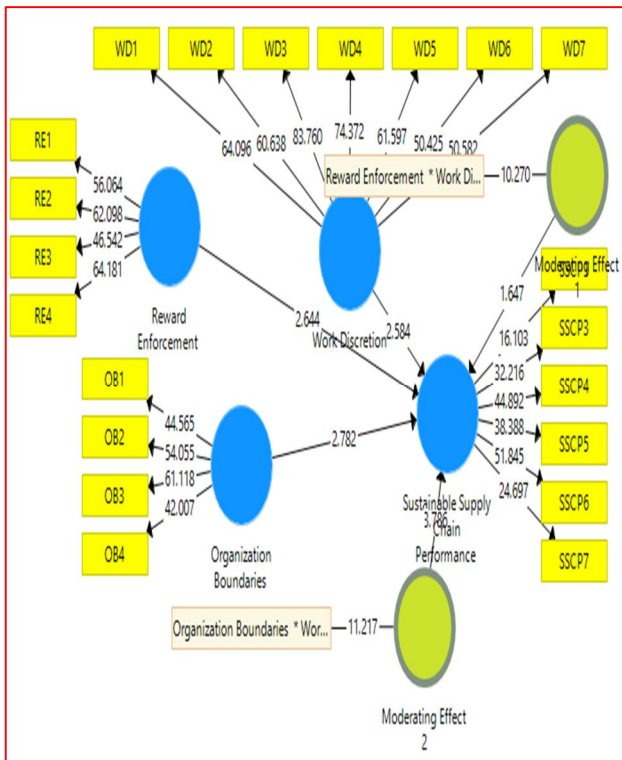 WD1 WD2 WD3 WD4 WD5 WD6 WD7
64.096 60.638 83.760 74.372 61.597 50.425 50.582
RE1
RE2
RE3
RE4
56.064
62.098
46.542
64.181
Reward
Enforcement
Reward Enforcement * Work Di...
10.270
Moderating Effect
1
1.647
Work Discretion
2.644
2.584
OB1
OB2
OB3
OB4
44.565
54.055
61.118
42.007
Organization
Boundaries
2.782
SSCP3
SSCP4
SSCP5
SSCP6
SSCP7
16.103
32.216
44.892
38.388
51.845
24.697
Sustainable Supply
Chain
Performance
3.786
Organization Boundaries * Wor...
11.217
Moderating Effect
2